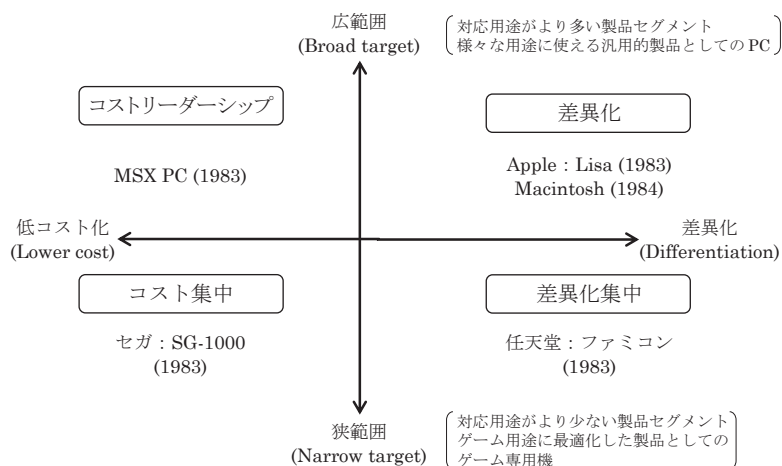 広範囲
(Broad target)
対応用途がより多い製品セグメント
様々な用途に使える汎用的製品としての PC
コストリーダーシップ
差異化
MSX PC (1983)
Apple：Lisa (1983)
Macintosh (1984)
低コスト化
(Lower cost)
差異化
(Differentiation)
コスト集中
差異化集中
セガ：SG-1000
(1983)
任天堂：ファミコン
(1983)
狭範囲
(Narrow target)
対応用途がより少ない製品セグメント
ゲーム用途に最適化した製品としての
ゲーム専用機